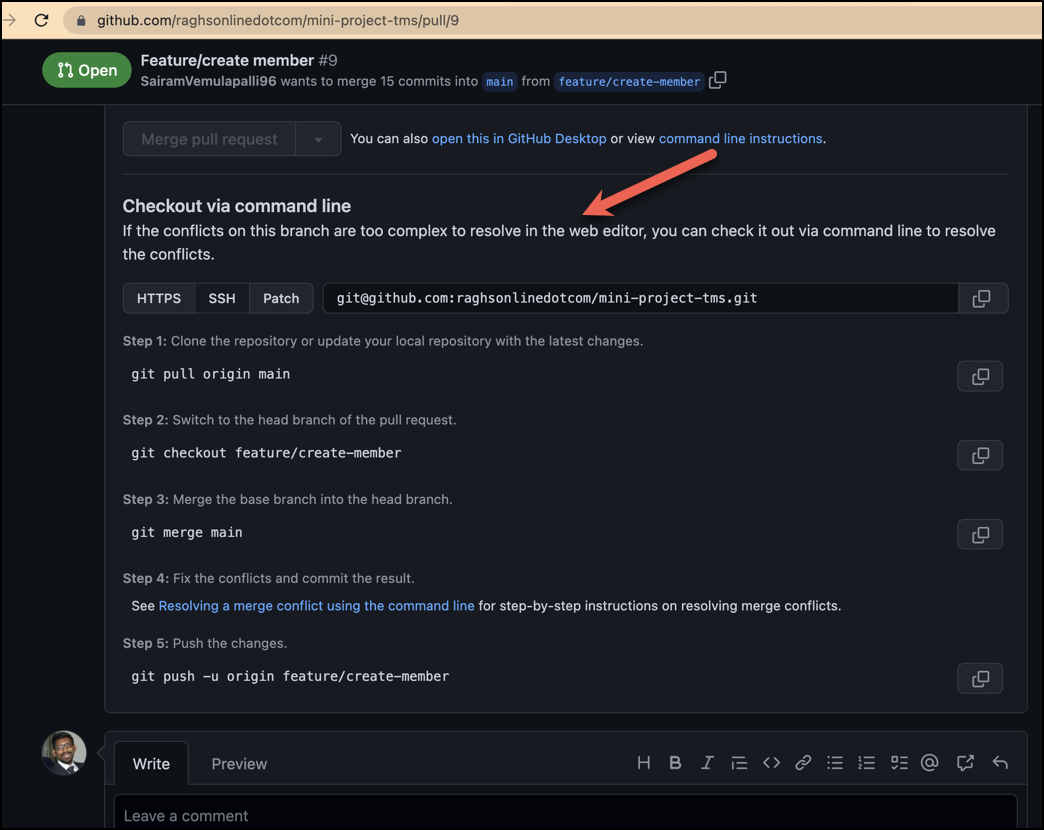 github.com/raghsonlinedotcom/mini-project-tms/pull/9
Open
Feature/create member #9
SairamVemulapalli96 wants to merge 15 commits into main from feature/create-member
Merge pull request
You can also open this in GitHub Desktop or view command line instructions.
Checkout via command line
If the conflicts on this branch are too complex to resolve in the web editor, you can check it out via command line to resolve
the conflicts.
HTTPS SSH Patch git@github.com:raghsonlinedotcom/mini-project-tms.git
Step 1: Clone the repository or update your local repository with the latest changes.
git pull origin main
Step 2: Switch to the head branch of the pull request.
git checkout feature/create-member
Step 3: Merge the base branch into the head branch.
git merge main
Step 4: Fix the conflicts and commit the result.
See Resolving a merge conflict using the command line for step-by-step instructions on resolving merge conflicts.
Step 5: Push the changes.
git push -u origin feature/create-member
Write Preview
Leave a comment